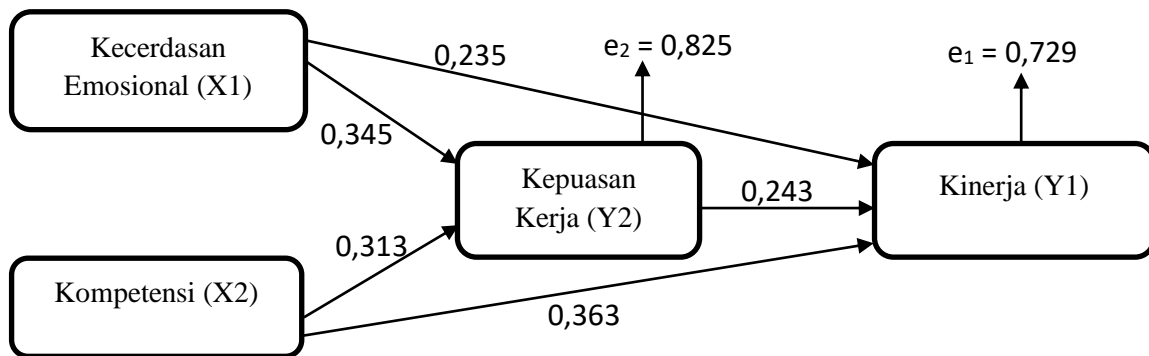 Kecerdasan
Emosional (X1)
0,235
e₂ = 0,825
e₁ = 0,729
0,345
Kepuasan
Kerja (Y2)
0,243
Kinerja (Y1)
0,313
Kompetensi (X2)
0,363